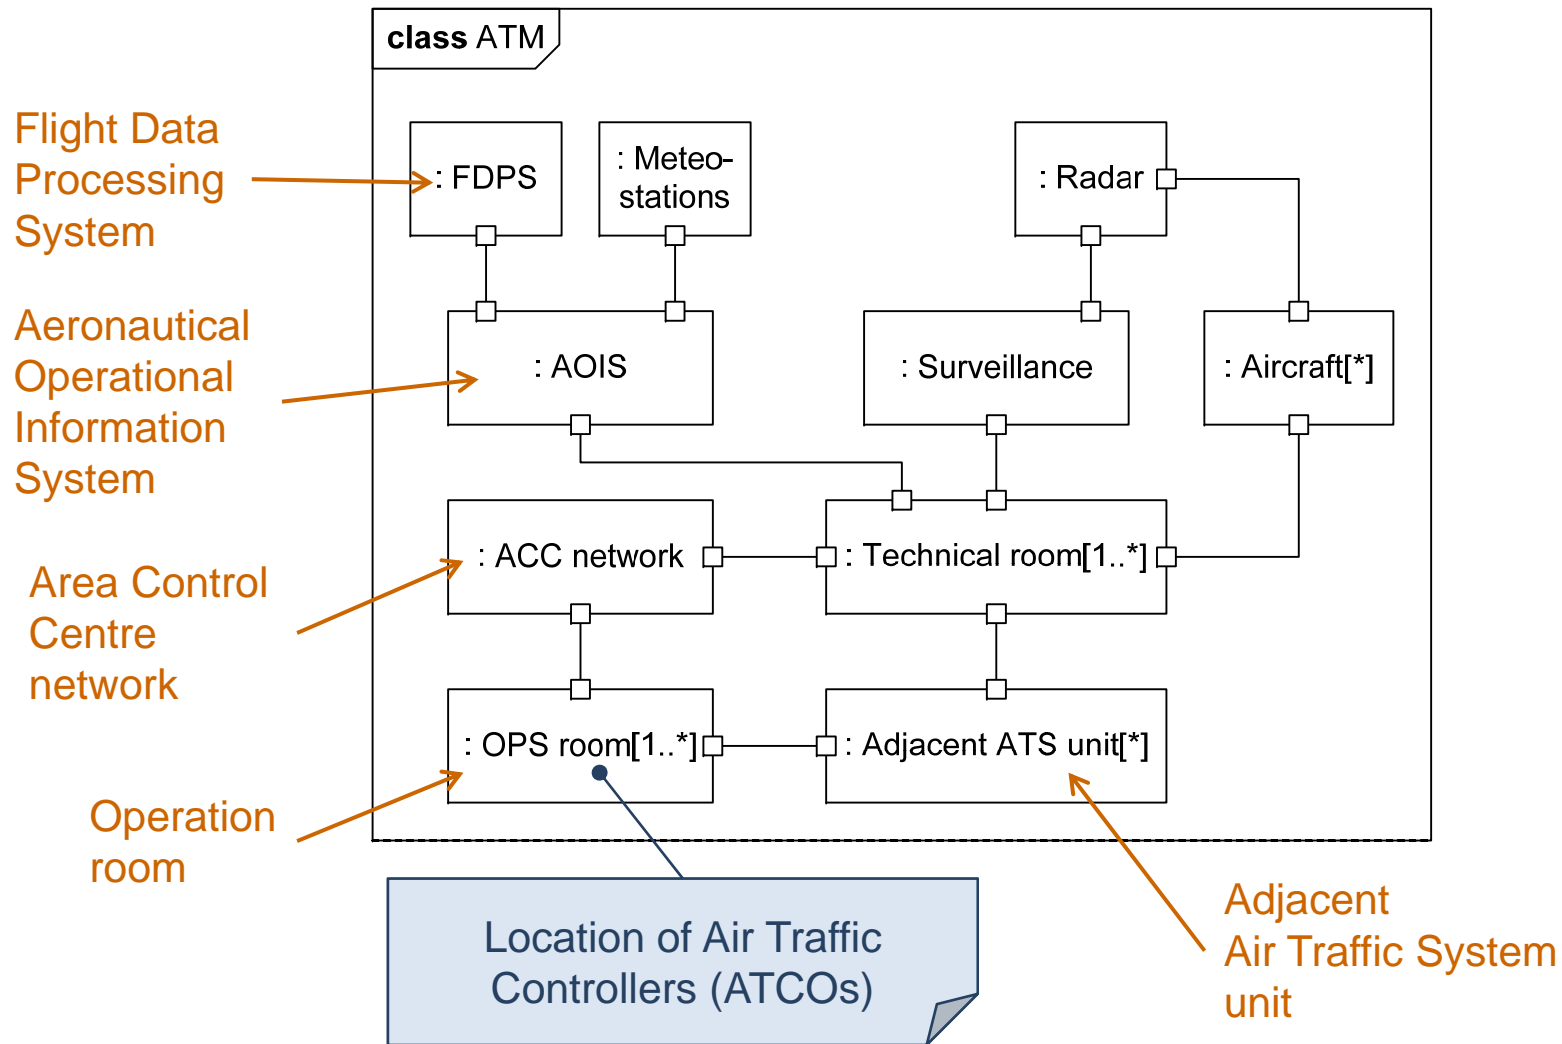 class ATM
Flight Data
Processing
System
: FDPS
: Meteo-
stations
: Radar
Aeronautical
Operational
Information
System
: AOIS
: Surveillance
: Aircraft[*]
Area Control
Centre
network
: ACC network
: Technical room[1..*]
: OPS room[1..*]
: Adjacent ATS unit[*]
Operation
room
Location of Air Traffic
Controllers (ATCOs)
Adjacent
Air Traffic System
unit